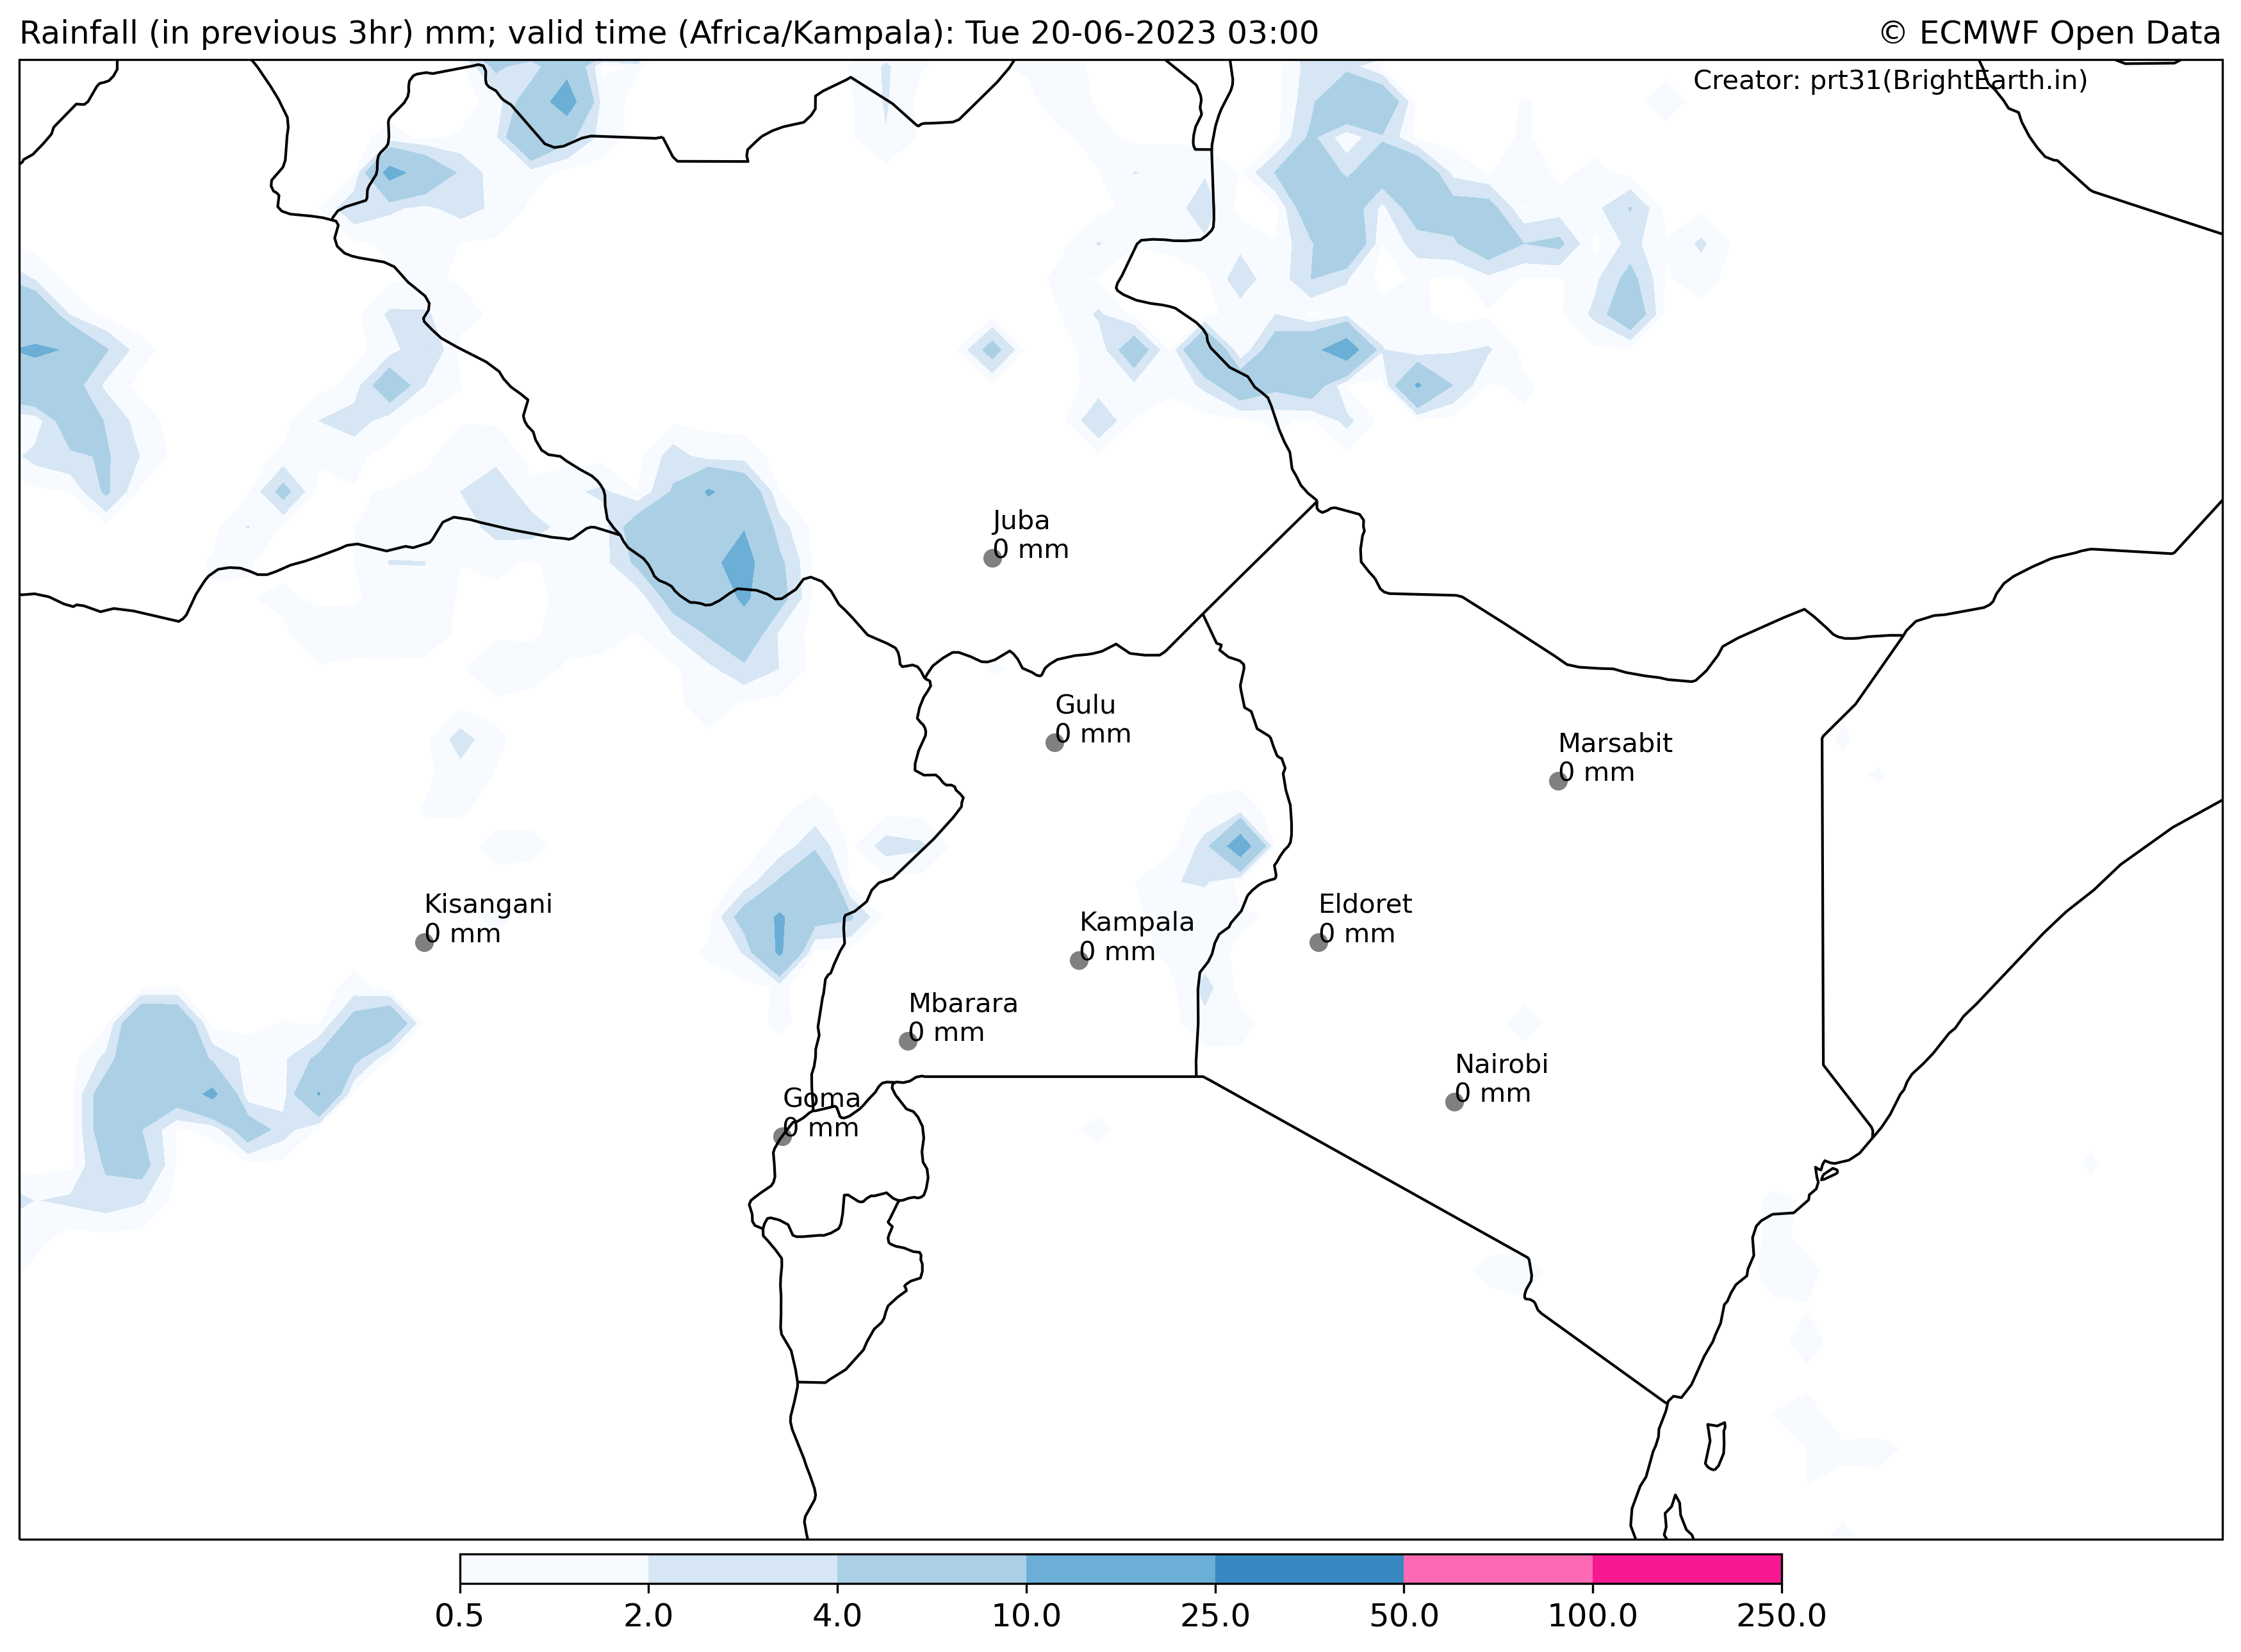 Rainfall (in previous 3hr) mm; valid time (Africa/Kampala): Tue 20-06-2023 03:00
© ECMWF Open Data
Creator: prt31(BrightEarth.in)
Juba
0 mm
Gulu
0 mm
Marsabit
0 mm
Kisangani
0 mm
Kampala
0 mm
Eldoret
0 mm
Mbarara
0 mm
Nairobi
0 mm
Goma
0 mm
0.5 2.0 4.0 10.0 25.0 50.0 100.0 250.0